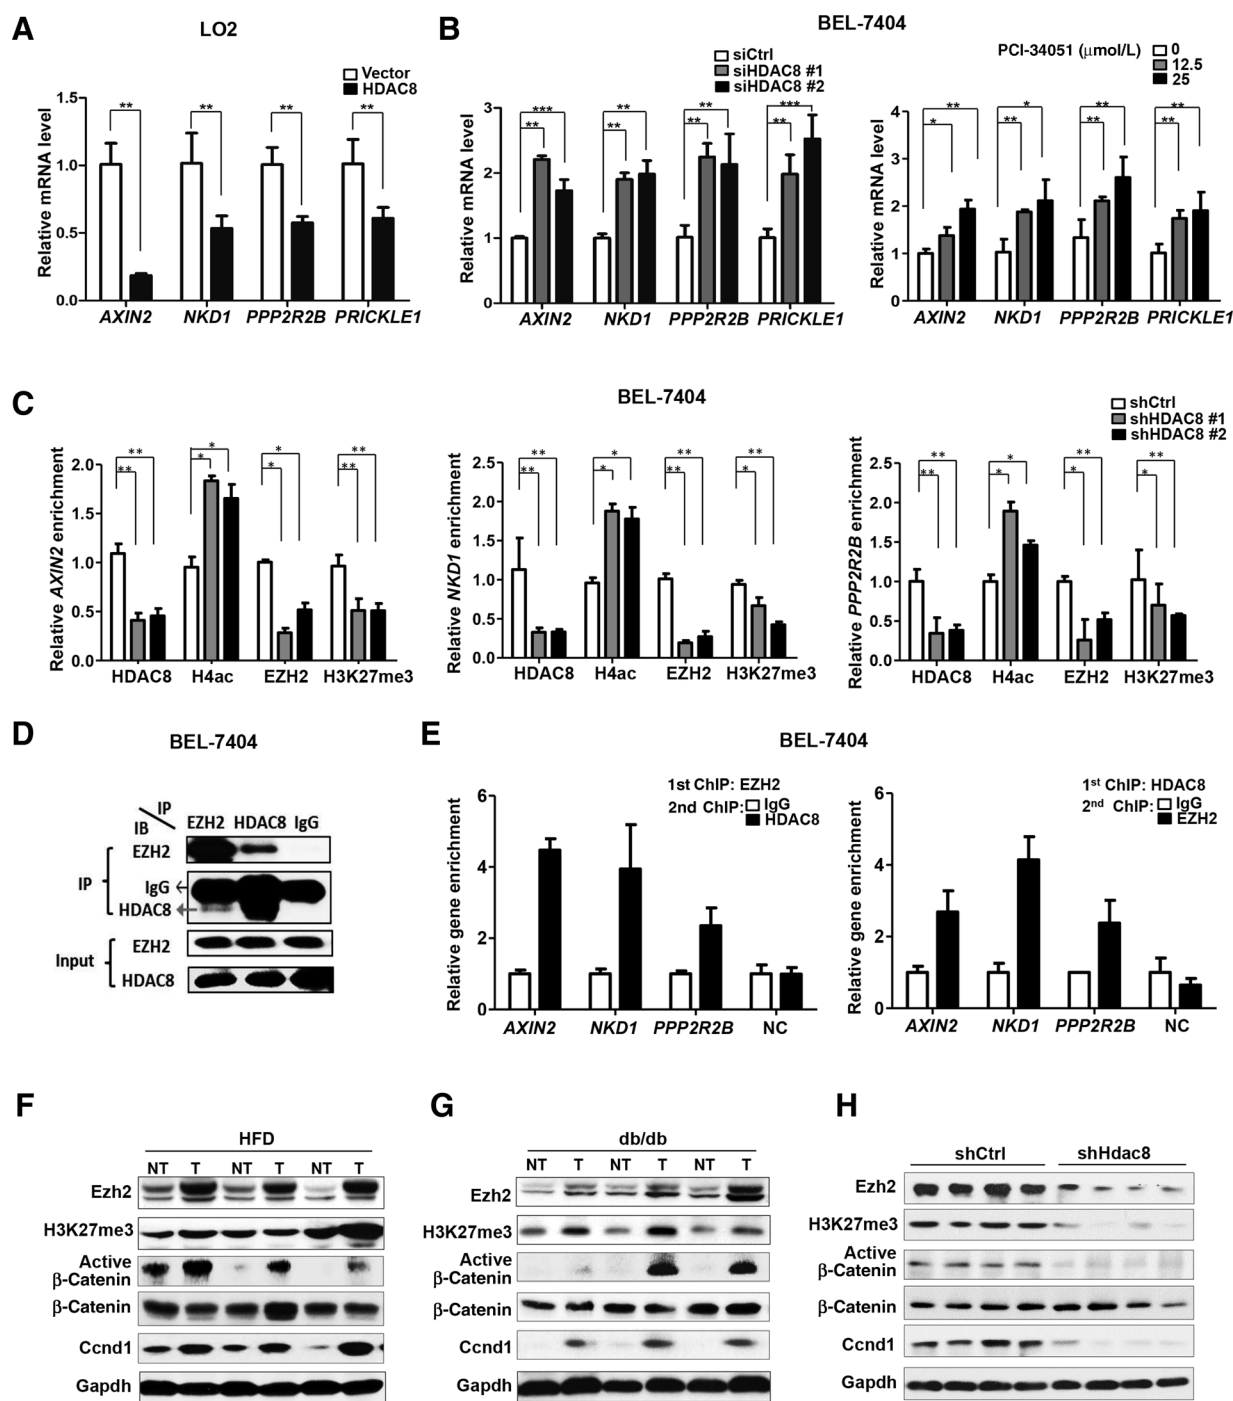 A
LO2
Vector
HDAC8
Relative mRNA level
1.5
1.0
0.5
0.0
** ** ** **
AXIN2 NKD1 PPP2R2B PRICKLE1
B
BEL-7404
siCtrl
siHDAC8 #1
siHDAC8 #2
Relative mRNA level
3
2
1
0
*** ** ** ***
** ** ** **
AXIN2 NKD1 PPP2R2B PRICKLE1
PCI-34051 (μmol/L) 0
12.5
25
Relative mRNA level
4
3
2
1
0
** * ** **
* ** ** **
AXIN2 NKD1 PPP2R2B PRICKLE1
C
BEL-7404
shCtrl
shHDAC8 #1
shHDAC8 #2
Relative AXIN2 enrichment
2.0
1.5
1.0
0.5
0.0
** * * **
** * * **
HDAC8 H4ac EZH2 H3K27me3
Relative NKD1 enrichment
2.5
2.0
1.5
1.0
0.5
0.0
** * ** **
** * ** *
HDAC8 H4ac EZH2 H3K27me3
Relative PPP2R2B enrichment
2.5
2.0
1.5
1.0
0.5
0.0
** * ** **
** * * *
HDAC8 H4ac EZH2 H3K27me3
D
BEL-7404
IP
IB
EZH2 HDAC8 IgG
IP
EZH2
IgG
HDAC8
Input
EZH2
HDAC8
E
BEL-7404
1st ChIP: EZH2
2nd ChIP: IgG
HDAC8
Relative gene enrichment
6
4
2
0
AXIN2 NKD1 PPP2R2B NC
1st ChIP: HDAC8
2nd ChIP: IgG
EZH2
Relative gene enrichment
6
4
2
0
AXIN2 NKD1 PPP2R2B NC
F
HFD
NT T NT T NT T
Ezh2
H3K27me3
Active
β-Catenin
β-Catenin
Ccnd1
Gapdh
G
db/db
NT T NT T NT T
Ezh2
H3K27me3
Active
β-Catenin
β-Catenin
Ccnd1
Gapdh
H
shCtrl shHdac8
Ezh2
H3K27me3
Active
β-Catenin
β-Catenin
Ccnd1
Gapdh